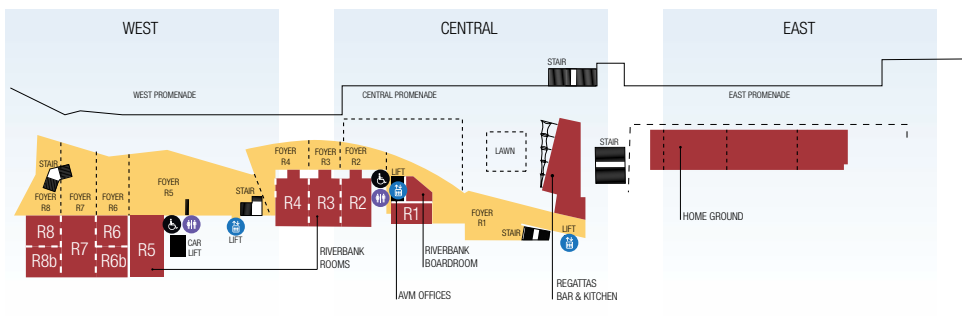 WEST
CENTRAL
EAST
STAIR
WEST PROMENADE
CENTRAL PROMENADE
EAST PROMENADE
STAIR
FOYER
R8
FOYER
R7
FOYER
R6
FOYER
R5
STAIR
FOYER
R4
FOYER
R3
FOYER
R2
LIFT
LAWN
STAIR
R8
R8b
R7
R6
R6b
R5
CAR
LIFT
LIFT
R4
R3
R2
R1
FOYER
R1
STAIR
LIFT
HOME GROUND
RIVERBANK
ROOMS
RIVERBANK
BOARDROOM
AVM OFFICES
REGATTAS
BAR & KITCHEN